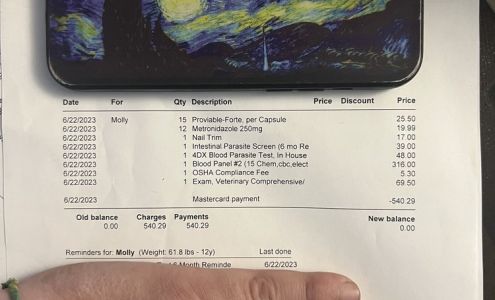 Date For Qty Description Price Discount Price
6/22/2023 Molly 15 Proviable-Forte, per Capsule 25.50
6/22/2023 12 Metronidazole 250mg 19.99
6/22/2023 1 Nail Trim 17.00
6/22/2023 1 Intestinal Parasite Screen (6 mo Re 39.00
6/22/2023 1 4DX Blood Parasite Test, In House 48.00
6/22/2023 1 Blood Panel #2 (15 Chem,cbc,elect 316.00
6/22/2023 1 OSHA Compliance Fee 5.30
6/22/2023 1 Exam, Veterinary Comprehensive/ 69.50
6/22/2023 Mastercard payment -540.29
Old balance Charges Payments New balance
0.00 540.29 540.29 0.00
Reminders for: Molly (Weight: 61.8 lbs - 12y) Last done
6 Month Reminde 6/22/2023